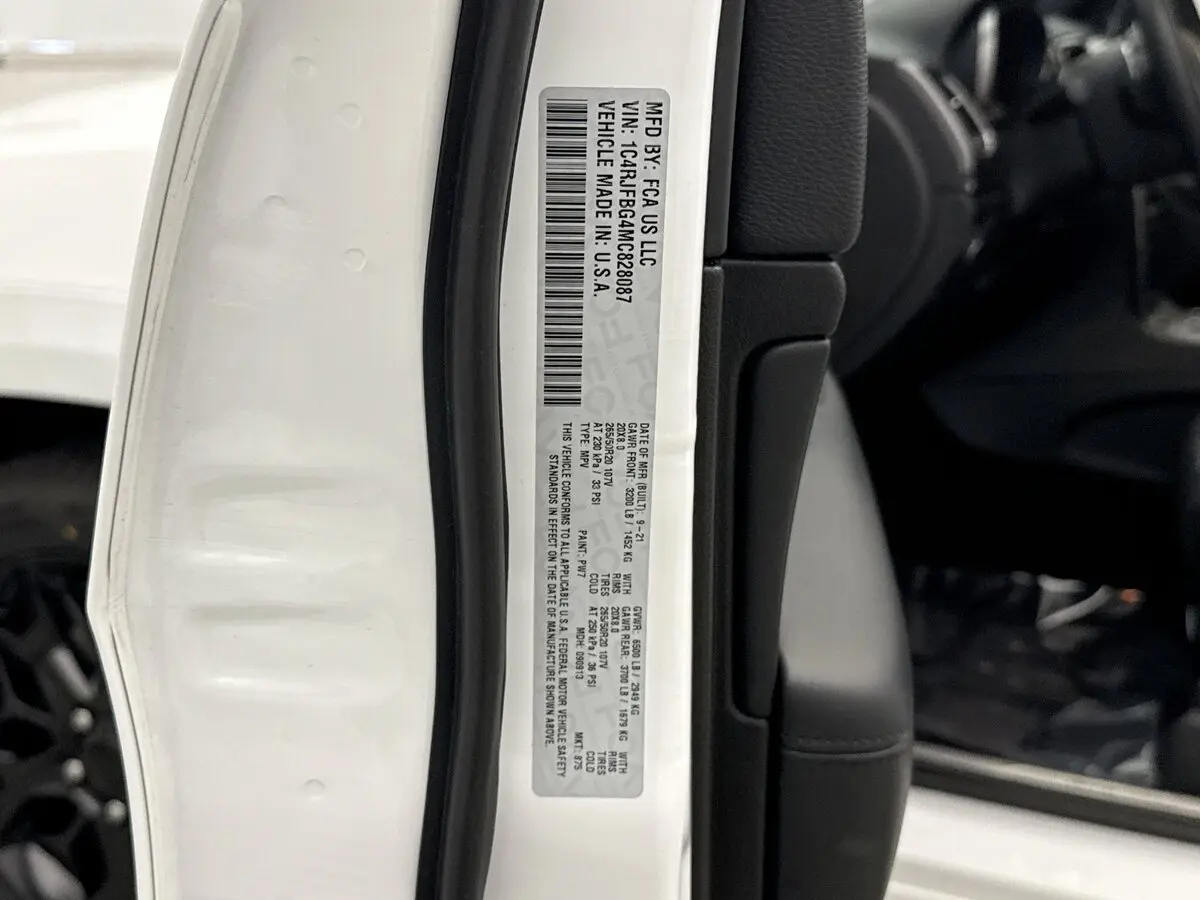 MFD BY: FCA US LLC
VIN: 1C4RJFBG4MC828087
VEHICLE MADE IN: U.S.A.
DATE OF MFR (BUILT): 9-21 GVWR: 6500 LB / 2949 KG
GAWR FRONT: 3200 LB / 1452 KG WITH GAWR REAR: 3700 LB / 1679 KG WITH
20X8.0 RIMS 20X8.0 RIMS
265/50R20 107V TIRES 265/50R20 107V TIRES
AT 230 kPa / 33 PSI COLD AT 250 kPa / 36 PSI COLD
TYPE: MPV PAINT: PW7 MDH: 090913 MKT: 875
THIS VEHICLE CONFORMS TO ALL APPLICABLE U.S.A. FEDERAL MOTOR VEHICLE SAFETY
STANDARDS IN EFFECT ON THE DATE OF MANUFACTURE SHOWN ABOVE.